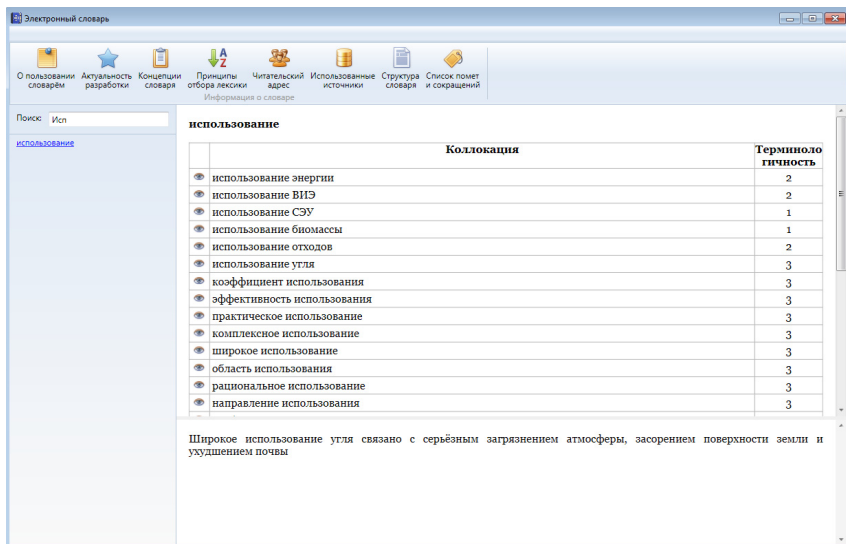 Электронный словарь
О пользовании словарём
Актуальность разработки
Концепции словаря
Принципы отбора лексики
Читательский адрес
Использованные источники
Структура словаря
Список помет и сокращений
Информация о словаре
Поиск: Исп
использование
использование
Коллокация Терминоло
гичность
использование энергии 2
использование ВИЭ 2
использование СЭУ 1
использование биомассы 1
использование отходов 2
использование угля 3
коэффициент использования 3
эффективность использования 3
практическое использование 3
комплексное использование 3
широкое использование 3
область использования 3
рациональное использование 3
направление использования 3
Широкое использование угля связано с серьёзным загрязнением атмосферы, засорением поверхности земли и
ухудшением почвы